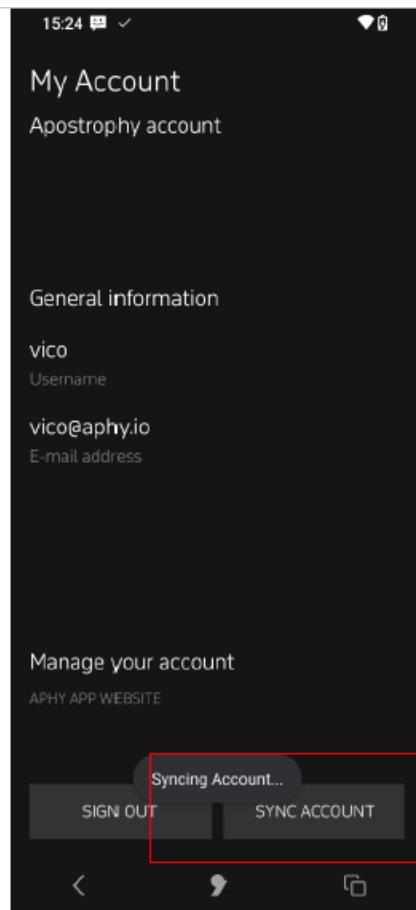 15:24
My Account
Apostrophy account
General information
vico
Username
vico@aphy.io
E-mail address
Manage your account
APHY APP WEBSITE
Syncing Account...
SIGN OUT
SYNC ACCOUNT